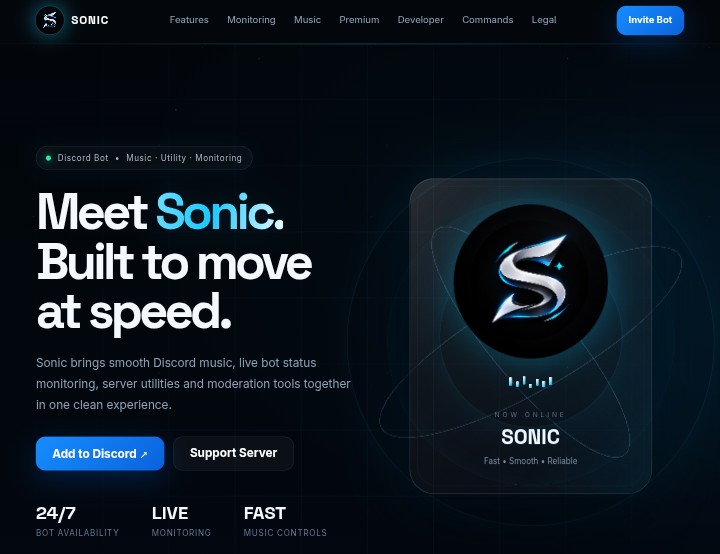 SONIC
Features Monitoring Music Premium Developer Commands Legal
Invite Bot
Discord Bot • Music · Utility · Monitoring
Meet Sonic.
Built to move
at speed.
Sonic brings smooth Discord music, live bot status
monitoring, server utilities and moderation tools together
in one clean experience.
Add to Discord ↗
Support Server
24/7
BOT AVAILABILITY
LIVE
MONITORING
FAST
MUSIC CONTROLS
S
NOW ONLINE
SONIC
Fast • Smooth • Reliable